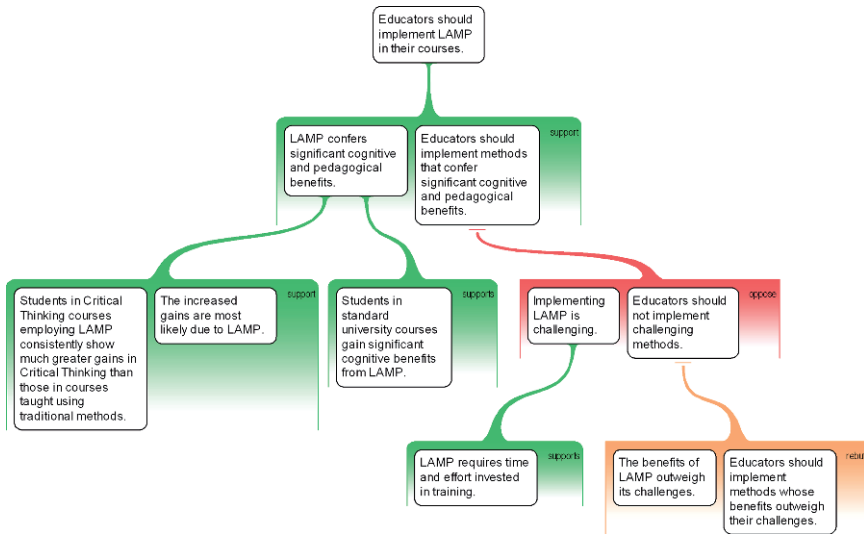 Educators should
implement LAMP
in their courses.
LAMP confers
significant cognitive
and pedagogical
benefits.
Educators should
implement methods
that confer
significant cognitive
and pedagogical
benefits.
support
Students in Critical
Thinking courses
employing LAMP
consistently show
much greater gains in
Critical Thinking than
those in courses
taught using
traditional methods.
The increased
gains are most
likely due to LAMP.
support
Students in
standard
university courses
gain significant
cognitive benefits
from LAMP.
supports
Implementing
LAMP is
challenging.
Educators should
not implement
challenging
methods.
oppose
LAMP requires time
and effort invested
in training.
supports
The benefits of
LAMP outweigh
its challenges.
Educators should
implement
methods whose
benefits outweigh
their challenges.
rebut